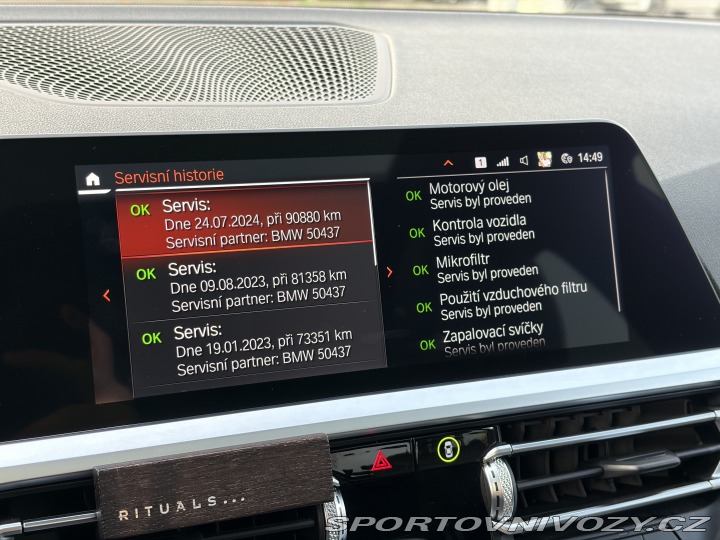 1
14:49
Servisní historie
OK Servis:
Dne 24.07.2024, při 90880 km
Servisní partner: BMW 50437
OK Servis:
Dne 09.08.2023, při 81358 km
Servisní partner: BMW 50437
OK Servis:
Dne 19.01.2023, při 73351 km
Servisní partner: BMW 50437
OK Motorový olej
Servis byl proveden
OK Kontrola vozidla
Servis byl proveden
OK Mikrofiltr
Servis byl proveden
OK Použití vzduchového filtru
Servis byl proveden
OK Zapalovací svíčky
Servis byl proveden
RITUALS...
SPORTOVNIVOZY.CZ